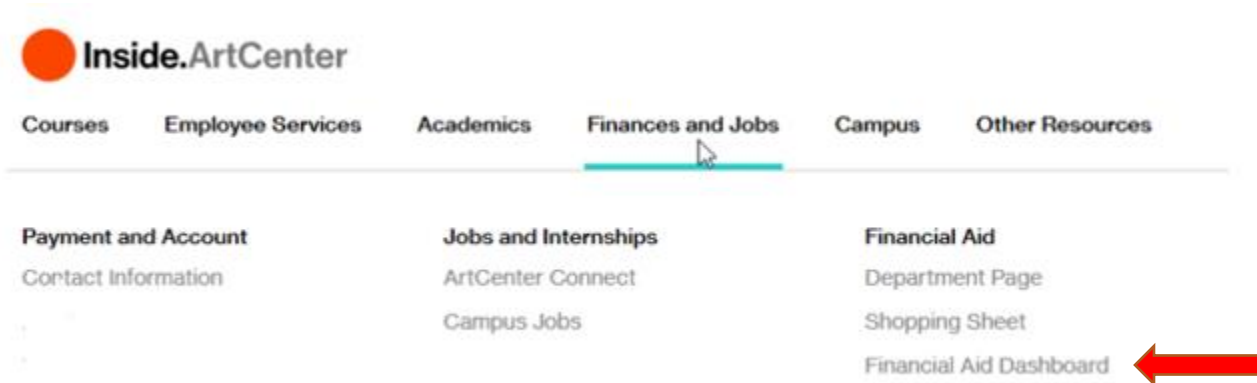 Inside.ArtCenter
Courses Employee Services Academics Finances and Jobs Campus Other Resources
Payment and Account Jobs and Internships Financial Aid
Contact Information ArtCenter Connect Department Page
Campus Jobs Shopping Sheet
Financial Aid Dashboard